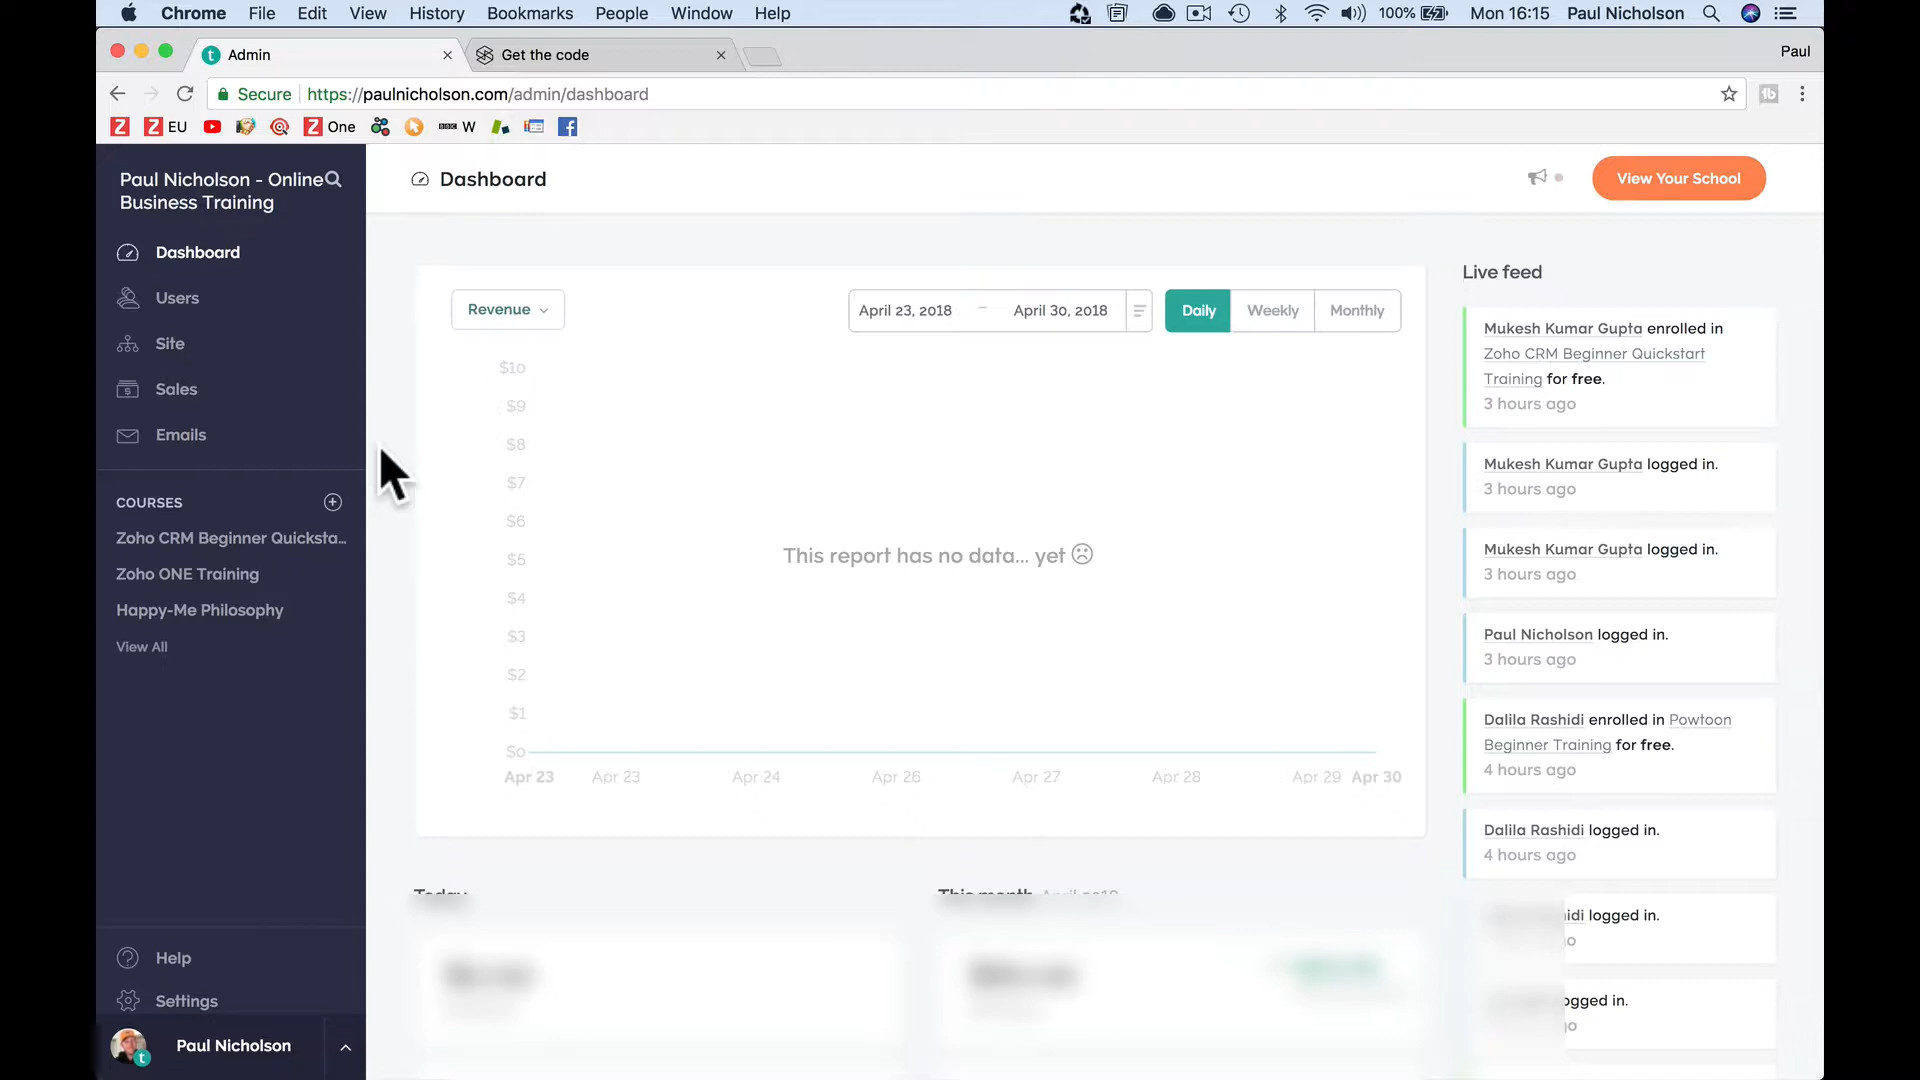 Chrome File Edit View History Bookmarks People Window Help 100% Mon 16:15 Paul Nicholson
Admin Get the code Paul
Secure https://paulnicholson.com/admin/dashboard
EU One BBC W
Paul Nicholson - Online
Business Training
Dashboard
Users
Site
Sales
Emails
COURSES
Zoho CRM Beginner Quicksta...
Zoho ONE Training
Happy-Me Philosophy
View All
Help
Settings
Paul Nicholson
Dashboard
View Your School
Revenue
April 23, 2018 – April 30, 2018
Daily Weekly Monthly
$10
$9
$8
$7
$6
$5
$4
$3
$2
$1
$0
This report has no data... yet
Apr 23 Apr 23 Apr 24 Apr 26 Apr 27 Apr 28 Apr 29 Apr 30
Today
This month April 2018
Live feed
Mukesh Kumar Gupta enrolled in
Zoho CRM Beginner Quickstart
Training for free.
3 hours ago
Mukesh Kumar Gupta logged in.
3 hours ago
Mukesh Kumar Gupta logged in.
3 hours ago
Paul Nicholson logged in.
3 hours ago
Dalila Rashidi enrolled in Powtoon
Beginner Training for free.
4 hours ago
Dalila Rashidi logged in.
4 hours ago
idi logged in.
go
ogged in.
go